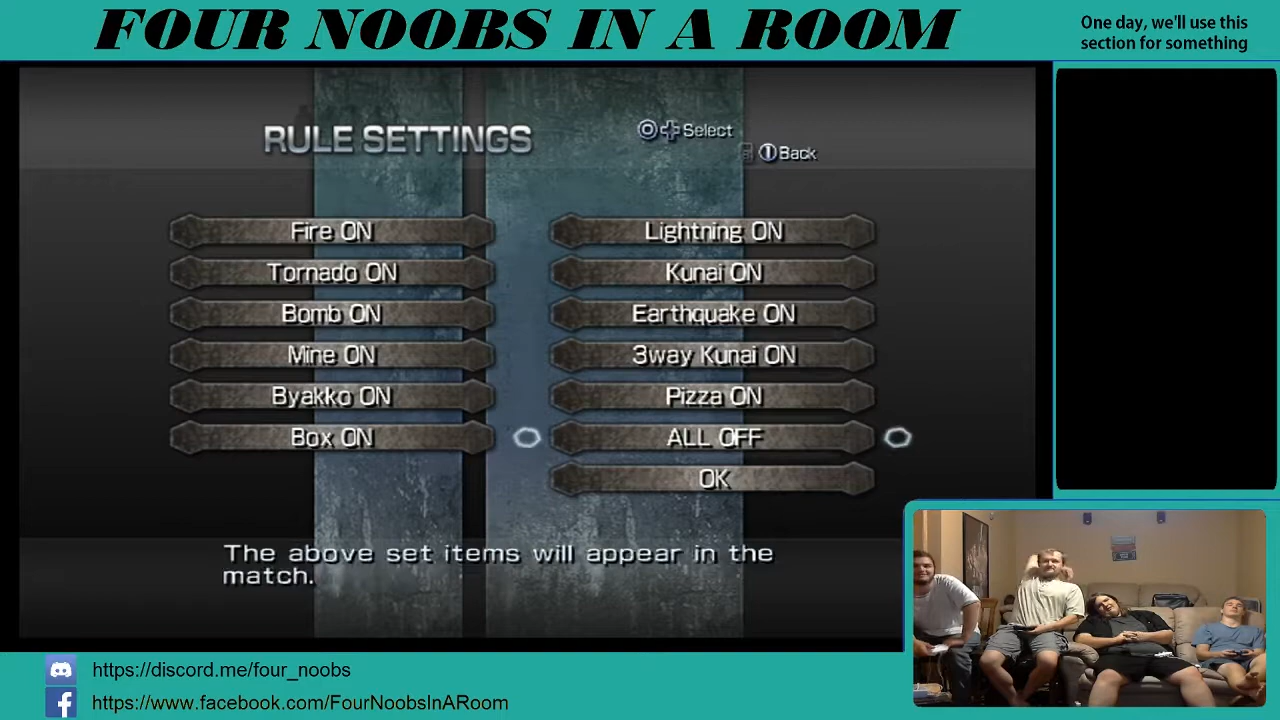 FOUR NOOBS IN A ROOM
One day, we'll use this
section for something
RULE SETTINGS
Select
1 Back
Fire ON
Lightning ON
Tornado ON
Kunai ON
Bomb ON
Earthquake ON
Mine ON
3way Kunai ON
Byakko ON
Pizza ON
Box ON
ALL OFF
OK
The above set items will appear in the
match.
https://discord.me/four_noobs
https://www.facebook.com/FourNoobsInARoom